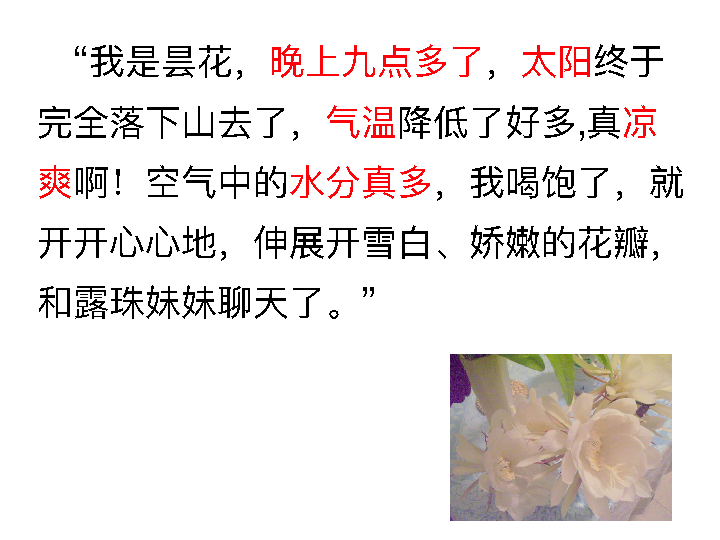 “我是昙花，晚上九点多了，太阳终于
完全落下山去了，气温降低了好多,真凉
爽啊！空气中的水分真多，我喝饱了，就
开开心心地，伸展开雪白、娇嫩的花瓣，
和露珠妹妹聊天了。”